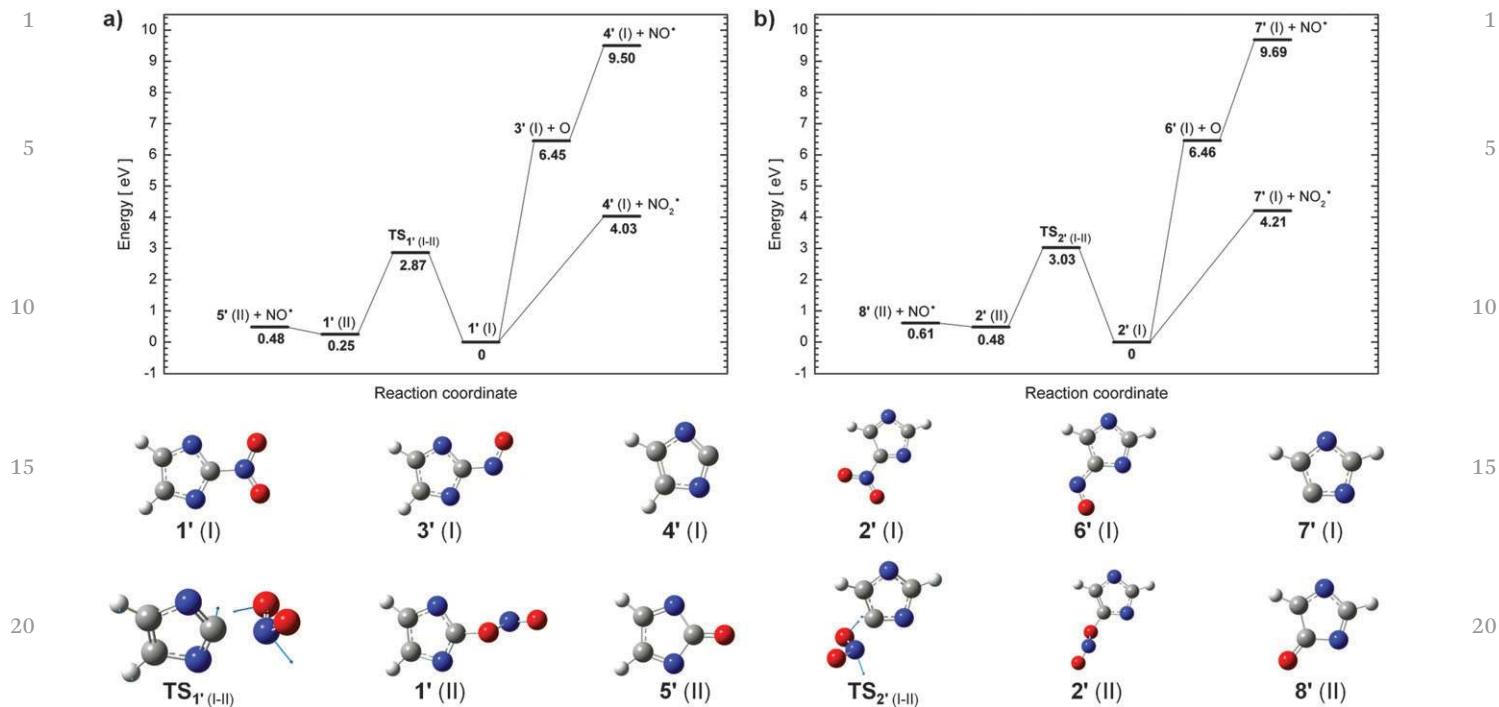 a)
10
9
8
7
6
5
4
3
2
1
0
-1
Energy [ eV ]
4' (I) + NO•
9.50
3' (I) + O
6.45
4' (I) + NO2•
4.03
TS1' (I-II)
2.87
5' (II) + NO•
0.48
1' (II)
0.25
1' (I)
0
Reaction coordinate
1' (I)
3' (I)
4' (I)
TS1' (I-II)
1' (II)
5' (II)
b)
10
9
8
7
6
5
4
3
2
1
0
-1
Energy [ eV ]
7' (I) + NO•
9.69
6' (I) + O
6.46
7' (I) + NO2•
4.21
TS2' (I-II)
3.03
8' (II) + NO•
0.61
2' (II)
0.48
2' (I)
0
Reaction coordinate
2' (I)
6' (I)
7' (I)
TS2' (I-II)
2' (II)
8' (II)
1
5
10
15
20
1
5
10
15
20